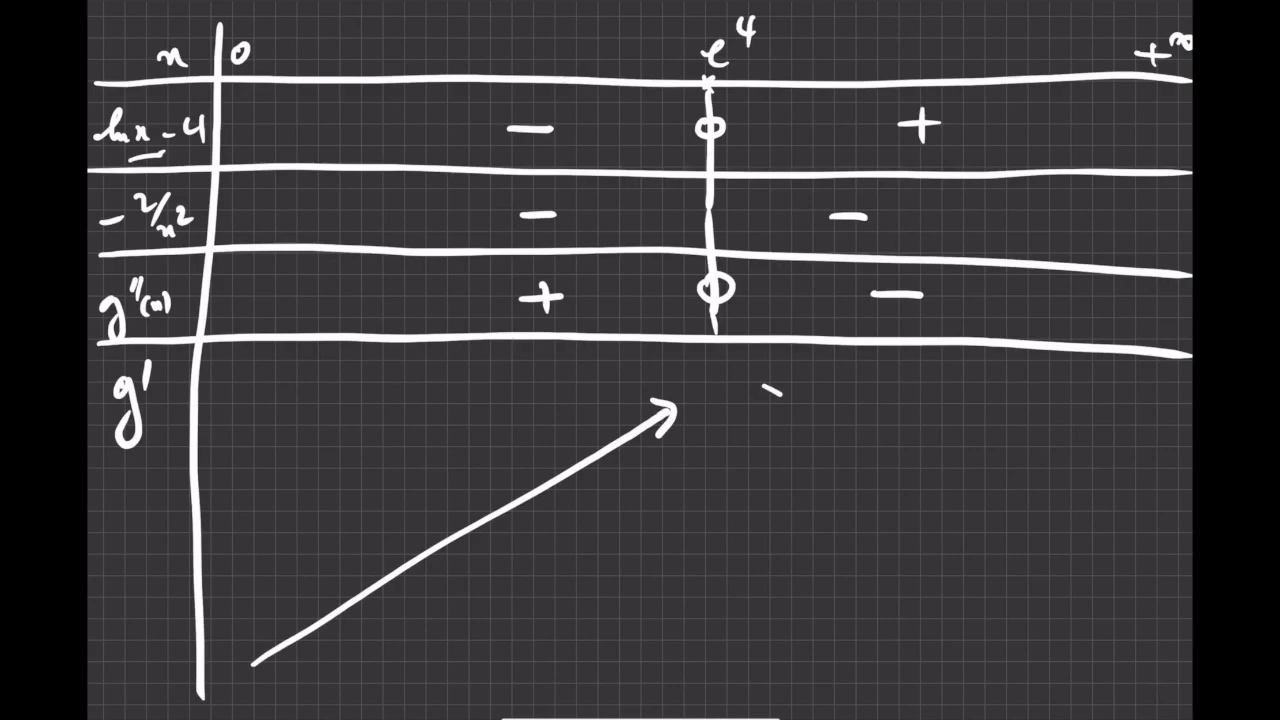 x 0 e^4 +∞
ln x - 4 - 0 +
- 2/x^2 - -
g''(x) + 0 -
g'